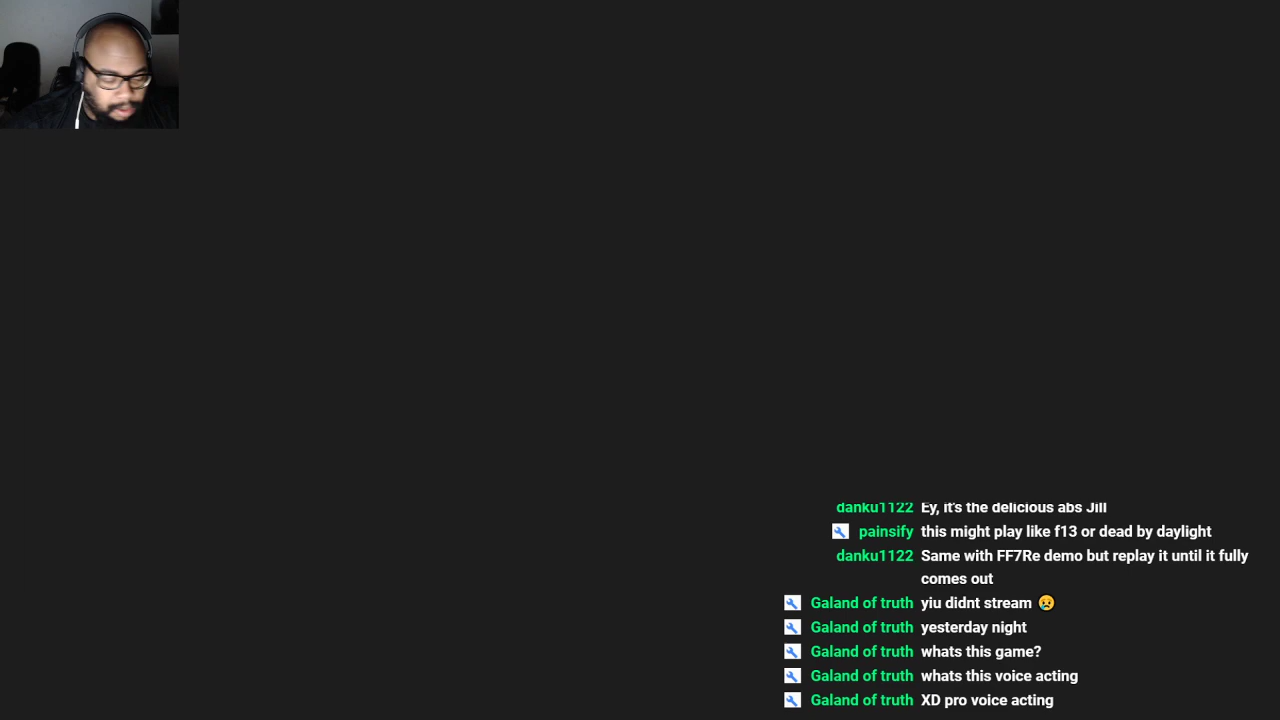 danku1122 Ey, it's the delicious abs Jill
painsify this might play like f13 or dead by daylight
danku1122 Same with FF7Re demo but replay it until it fully
comes out
Galand of truth yiu didnt stream 😢
Galand of truth yesterday night
Galand of truth whats this game?
Galand of truth whats this voice acting
Galand of truth XD pro voice acting